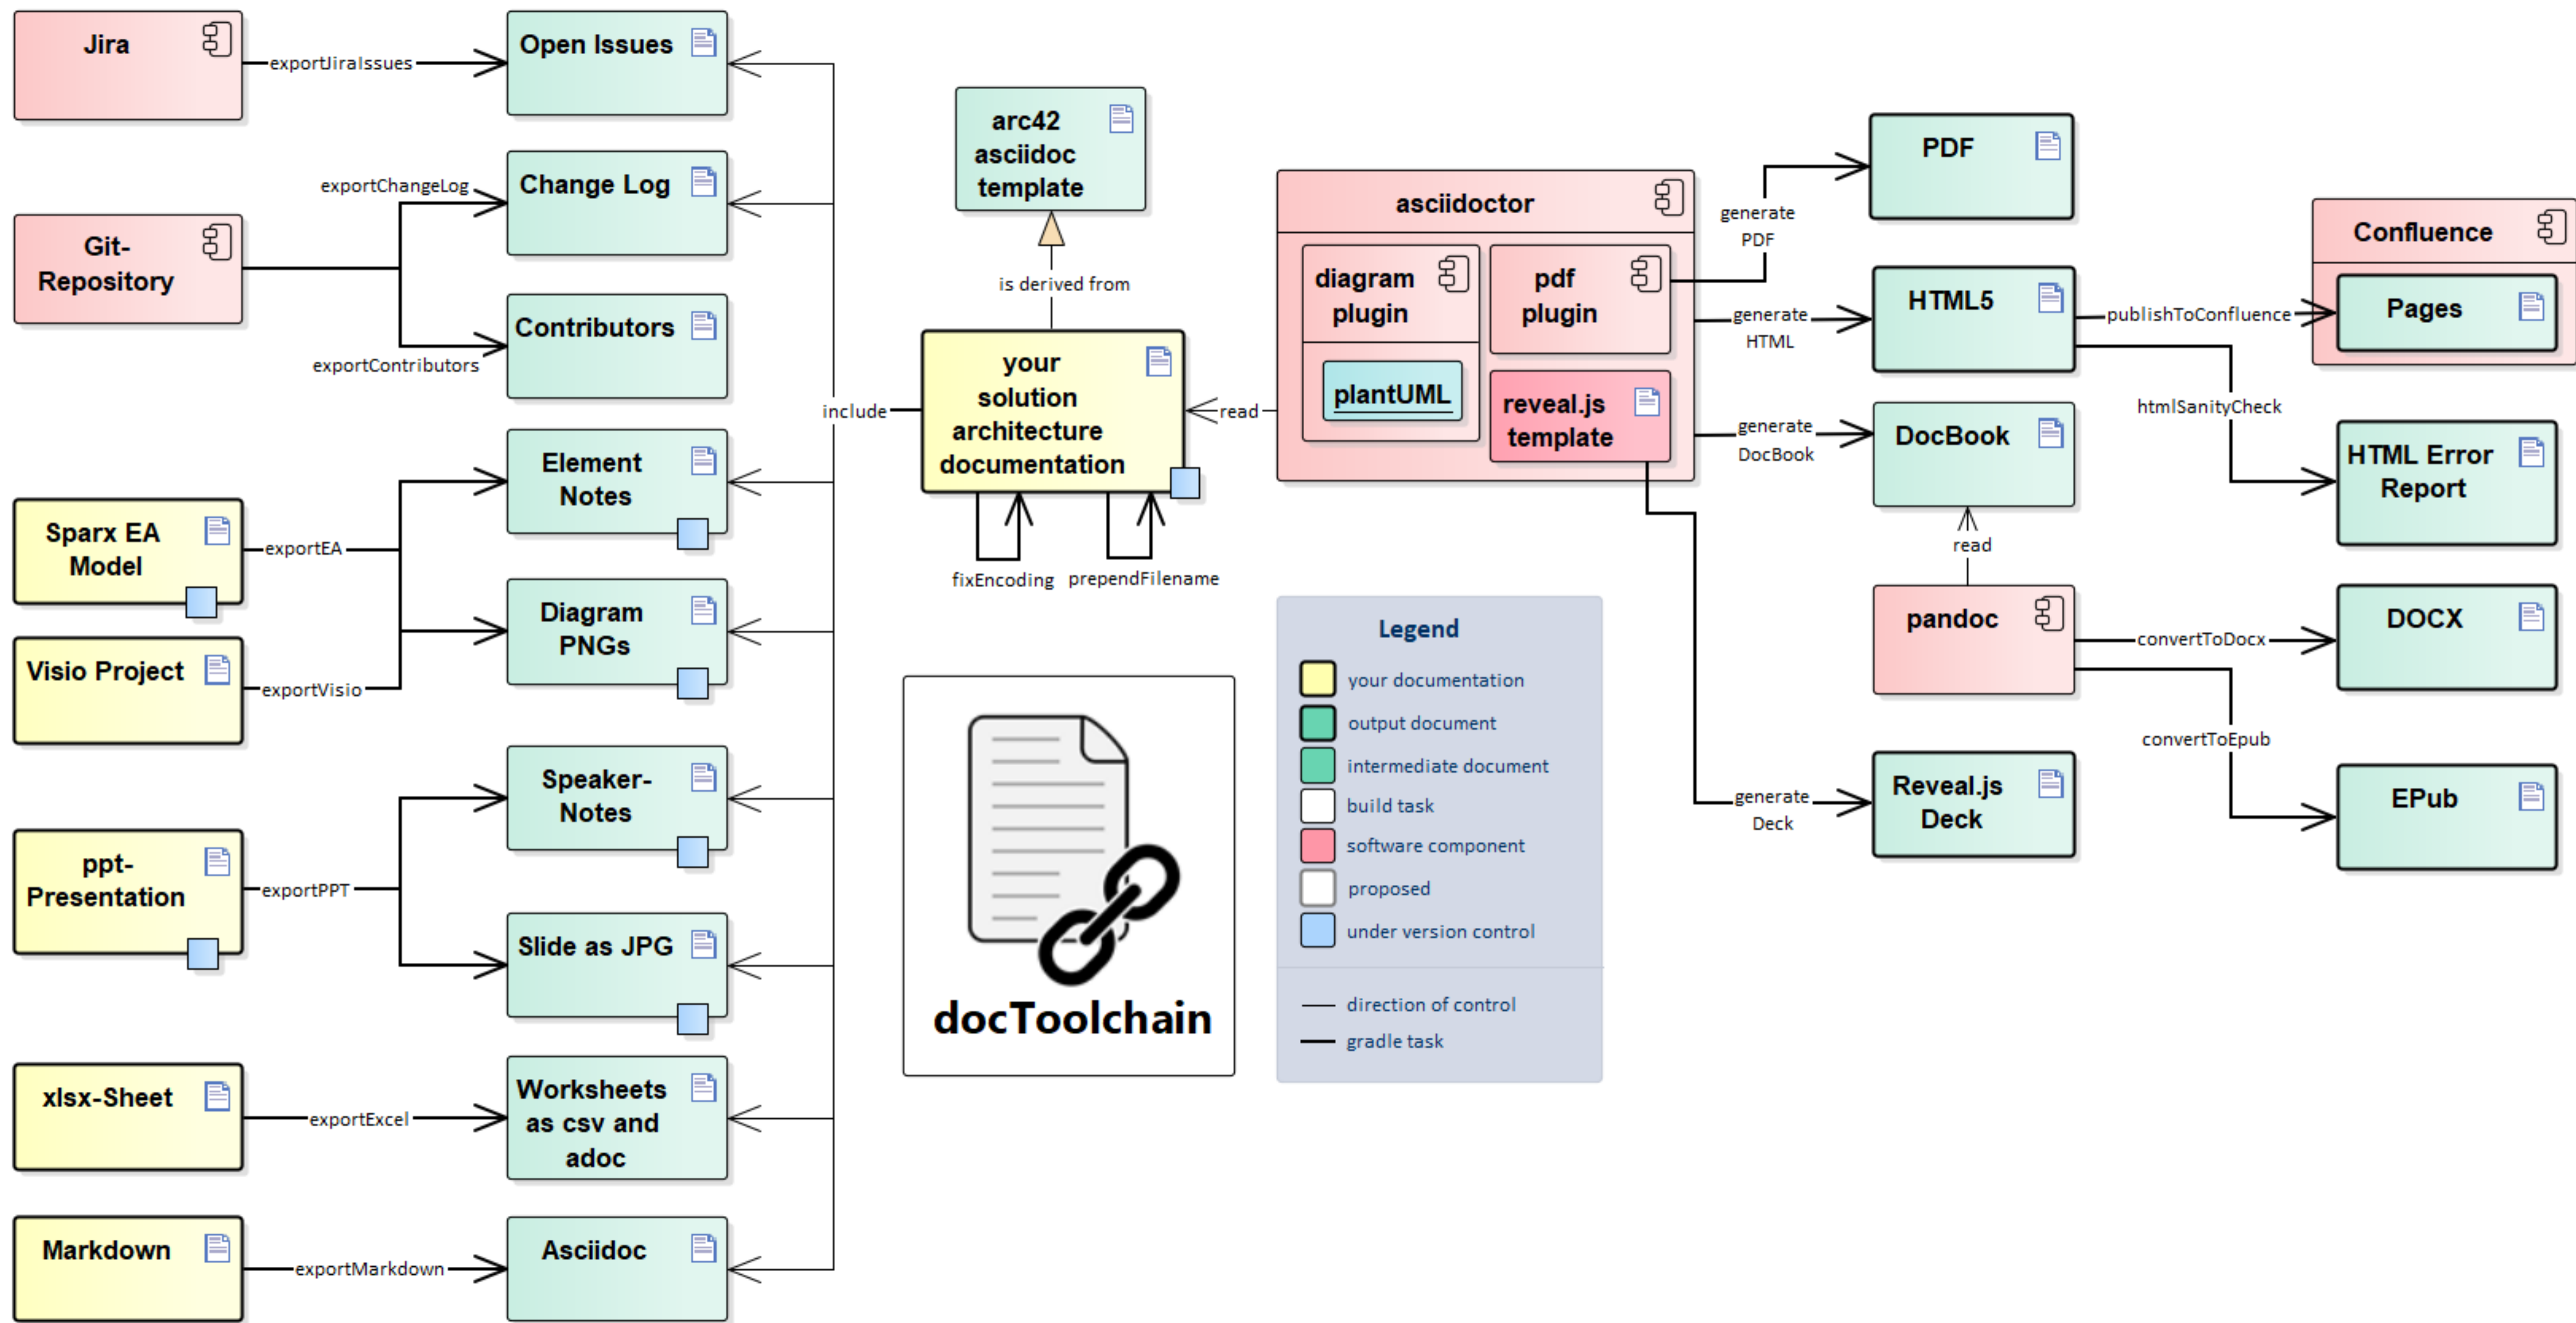 Jira
exportJiraIssues
Open Issues
Git-
Repository
exportChangeLog
Change Log
exportContributors
Contributors
Sparx EA
Model
exportEA
Element
Notes
Visio Project
exportVisio
Diagram
PNGs
ppt-
Presentation
exportPPT
Speaker-
Notes
Slide as JPG
xlsx-Sheet
exportExcel
Worksheets
as csv and
adoc
Markdown
exportMarkdown
Asciidoc
include
arc42
asciidoc
template
is derived from
your
solution
architecture
documentation
fixEncoding
prependFilename
read
docToolchain
asciidoctor
diagram
plugin
plantUML
pdf
plugin
reveal.js
template
Legend
your documentation
output document
intermediate document
build task
software component
proposed
under version control
direction of control
gradle task
generate
PDF
PDF
generate
HTML
HTML5
generate
DocBook
DocBook
read
pandoc
generate
Deck
Reveal.js
Deck
publishToConfluence
Confluence
Pages
htmlSanityCheck
HTML Error
Report
convertToDocx
DOCX
convertToEpub
EPub